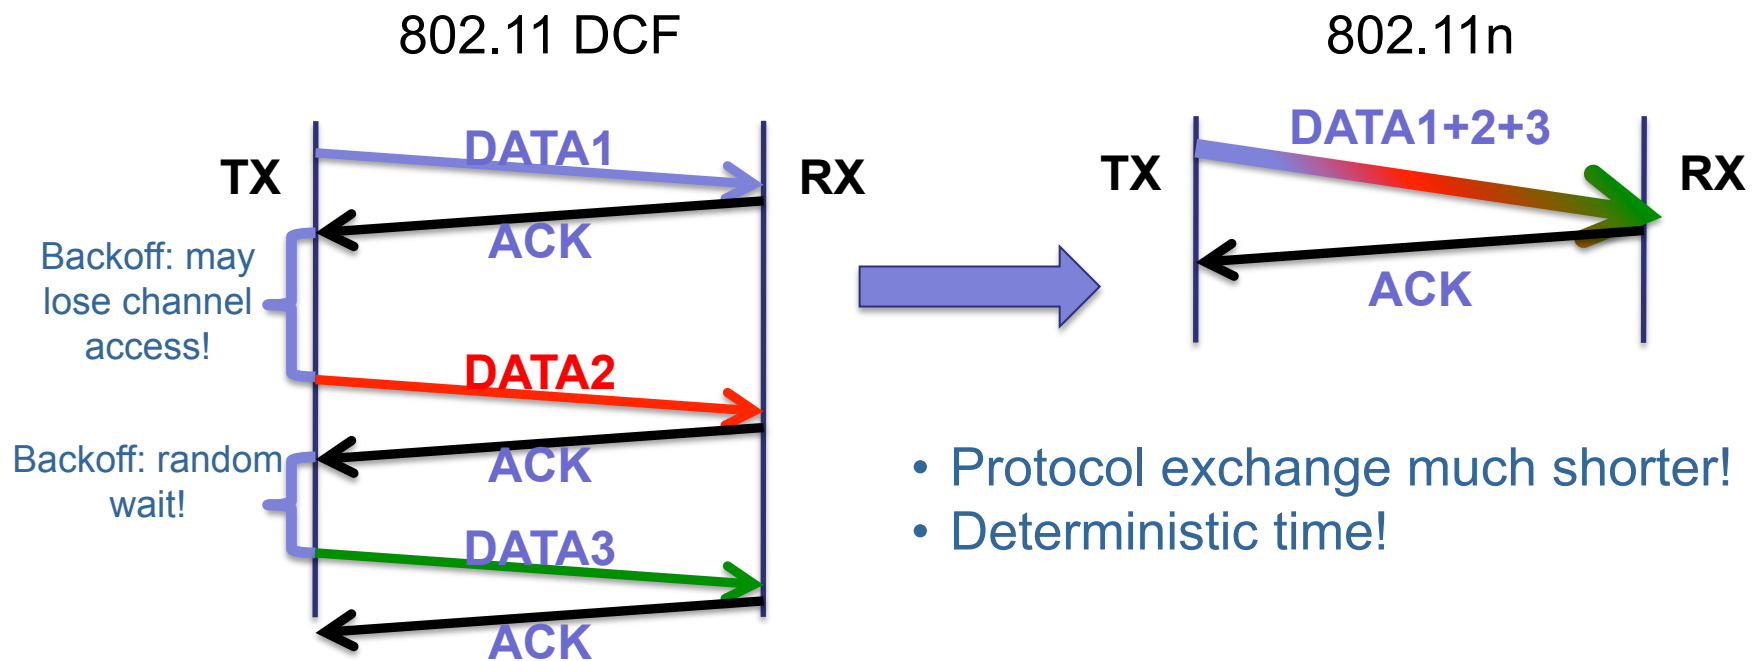 802.11 DCF
TX
RX
DATA1
ACK
Backoff: may
lose channel
access!
DATA2
ACK
Backoff: random
wait!
DATA3
ACK
802.11n
TX
RX
DATA1+2+3
ACK
• Protocol exchange much shorter!
• Deterministic time!